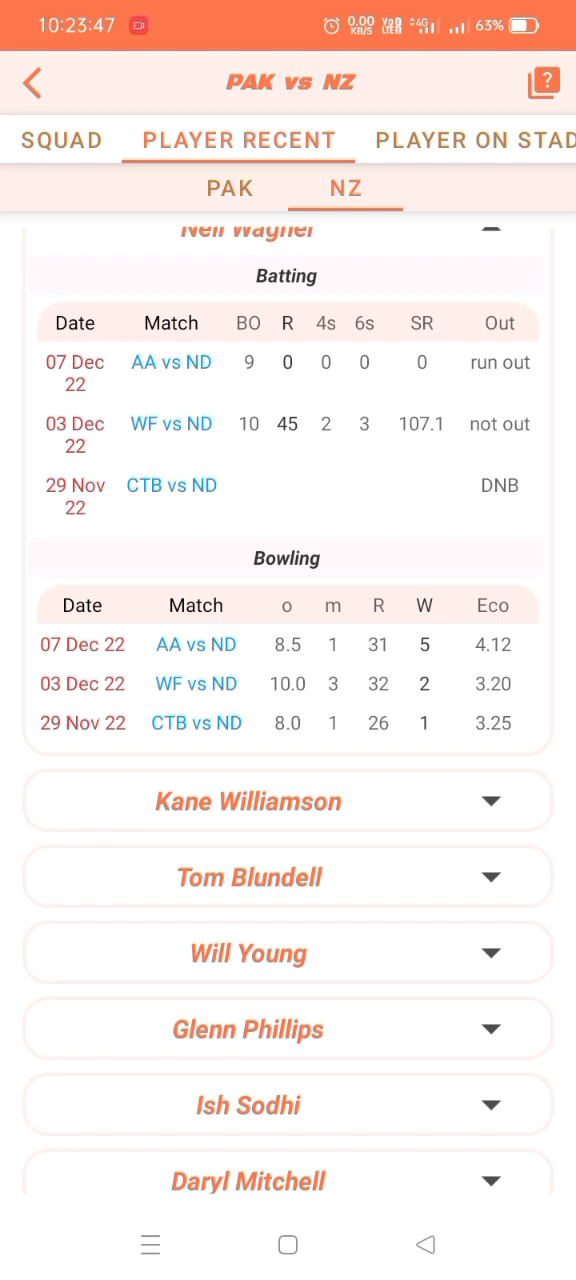 10:23:47 0.00 KB/S Vo9 LTE2 4G 63%
PAK vs NZ
SQUAD PLAYER RECENT PLAYER ON STAD
PAK NZ
Neil Wagner
Batting
Date Match BO R 4s 6s SR Out
07 Dec 22 AA vs ND 9 0 0 0 0 run out
03 Dec 22 WF vs ND 10 45 2 3 107.1 not out
29 Nov 22 CTB vs ND DNB
Bowling
Date Match o m R W Eco
07 Dec 22 AA vs ND 8.5 1 31 5 4.12
03 Dec 22 WF vs ND 10.0 3 32 2 3.20
29 Nov 22 CTB vs ND 8.0 1 26 1 3.25
Kane Williamson
Tom Blundell
Will Young
Glenn Phillips
Ish Sodhi
Daryl Mitchell